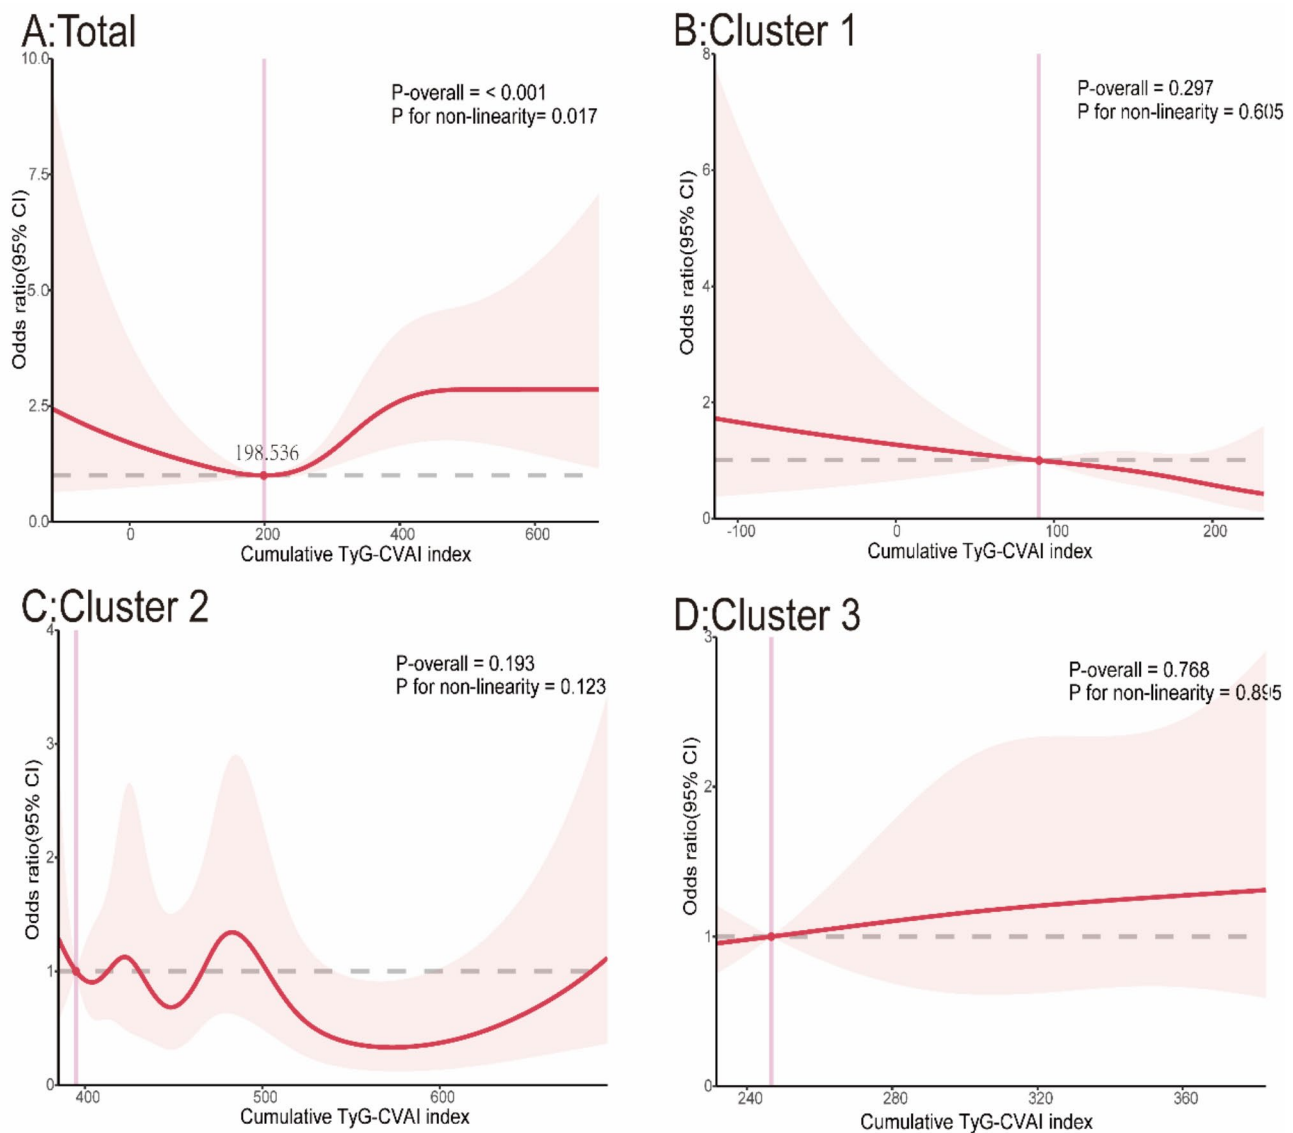 A:Total
10.0
7.5
5.0
2.5
0.0
Odds ratio(95% CI)
P-overall = < 0.001
P for non-linearity= 0.017
198.536
0
200
400
600
Cumulative TyG-CVAI index
B:Cluster 1
8
6
4
2
0
Odds ratio(95% CI)
P-overall = 0.297
P for non-linearity = 0.605
-100
0
100
200
Cumulative TyG-CVAI index
C:Cluster 2
4
3
2
1
0
Odds ratio(95% CI)
P-overall = 0.193
P for non-linearity = 0.123
400
500
600
Cumulative TyG-CVAI index
D:Cluster 3
3
2
1
0
Odds ratio(95% CI)
P-overall = 0.768
P for non-linearity = 0.895
240
280
320
360
Cumulative TyG-CVAI index